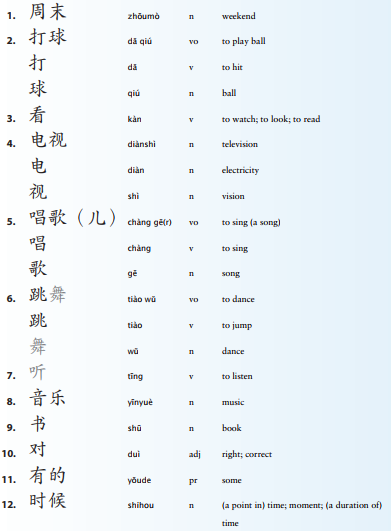 1. 周末 zhōumò n weekend
2. 打球 dǎ qiú vo to play ball
打 dǎ v to hit
球 qiú n ball
3. 看 kàn v to watch; to look; to read
4. 电视 diànshì n television
电 diàn n electricity
视 shì n vision
5. 唱歌（儿） chàng gē(r) vo to sing (a song)
唱 chàng v to sing
歌 gē n song
6. 跳舞 tiào wǔ vo to dance
跳 tiào v to jump
舞 wǔ n dance
7. 听 tīng v to listen
8. 音乐 yīnyuè n music
9. 书 shū n book
10. 对 duì adj right; correct
11. 有的 yǒude pr some
12. 时候 shíhou n (a point in) time; moment; (a duration of)
time